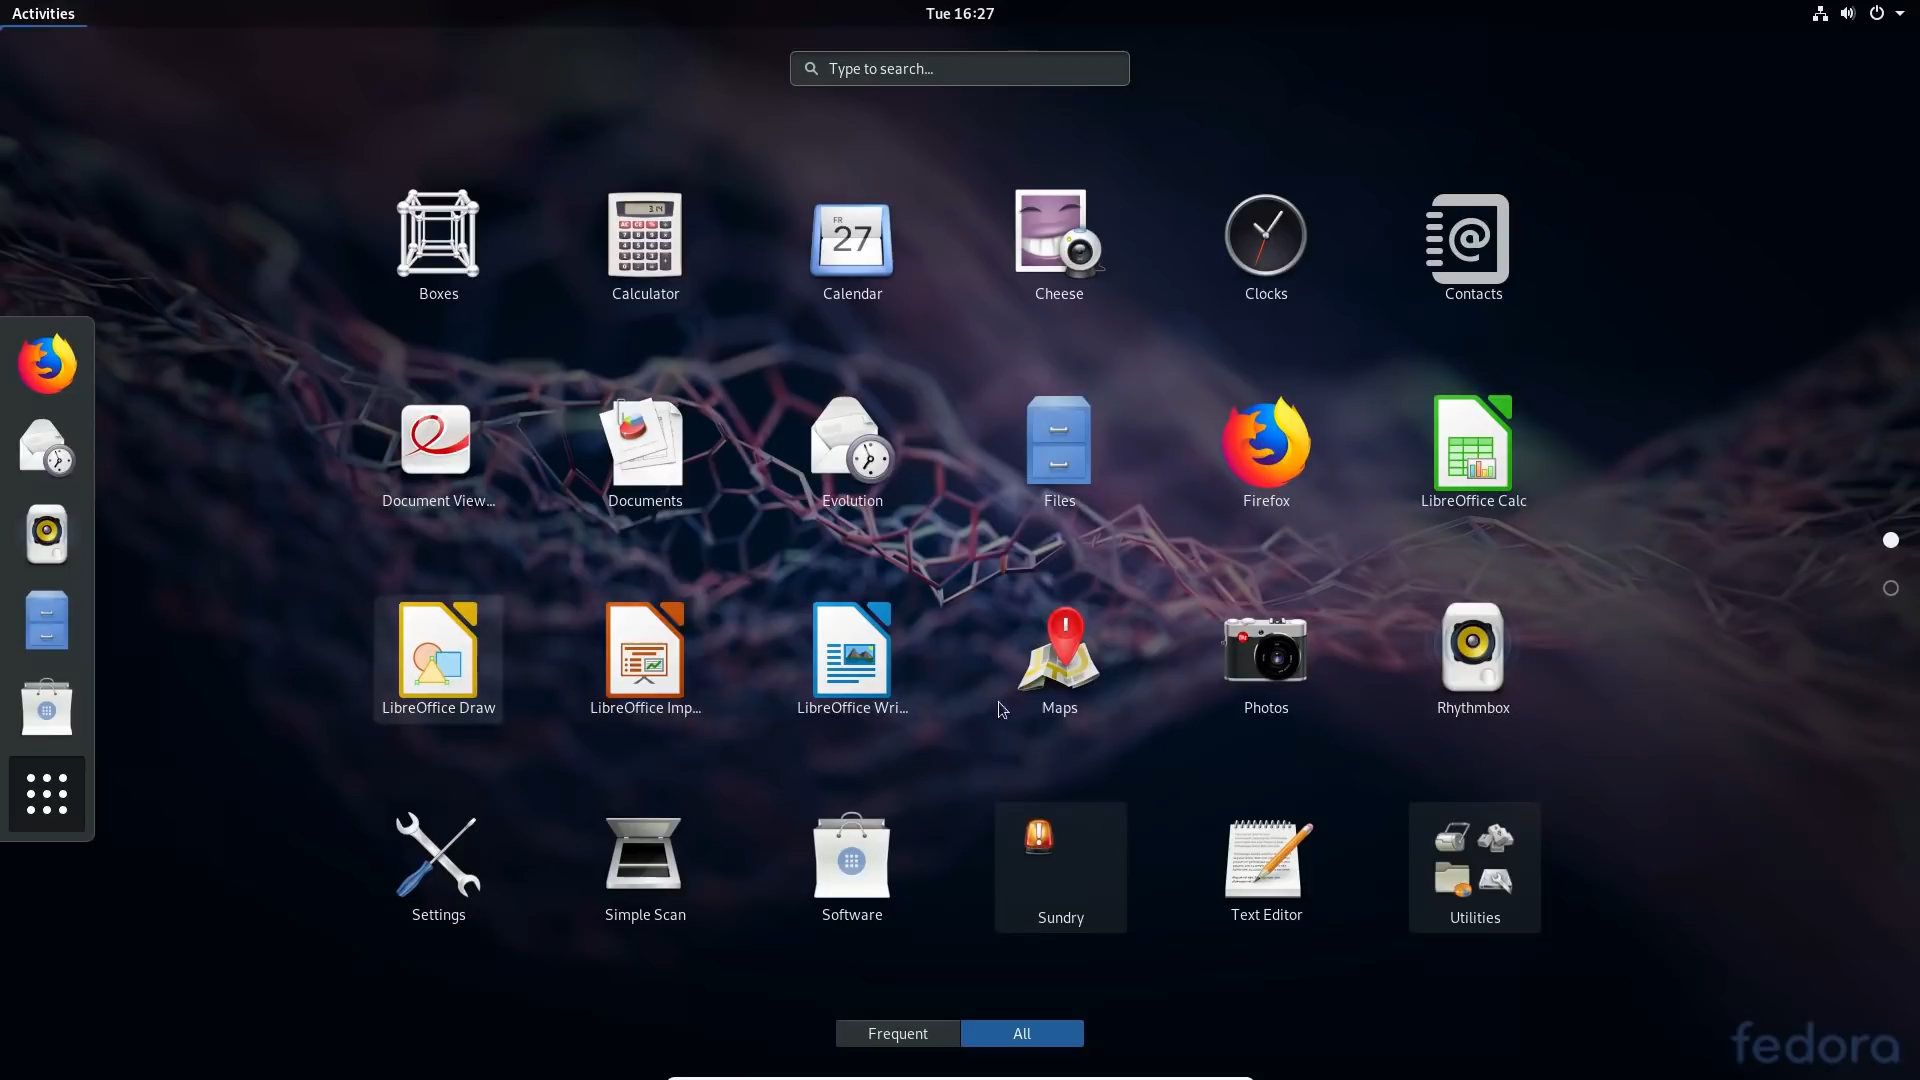 Activities
Tue 16:27
Type to search...
FR
27
314
Boxes
Calculator
Calendar
Cheese
Clocks
Contacts
Document View...
Documents
Evolution
Files
Firefox
LibreOffice Calc
LibreOffice Draw
LibreOffice Imp...
LibreOffice Wri...
Maps
Photos
Rhythmbox
Settings
Simple Scan
Software
Sundry
Text Editor
Utilities
Frequent
All
fedora